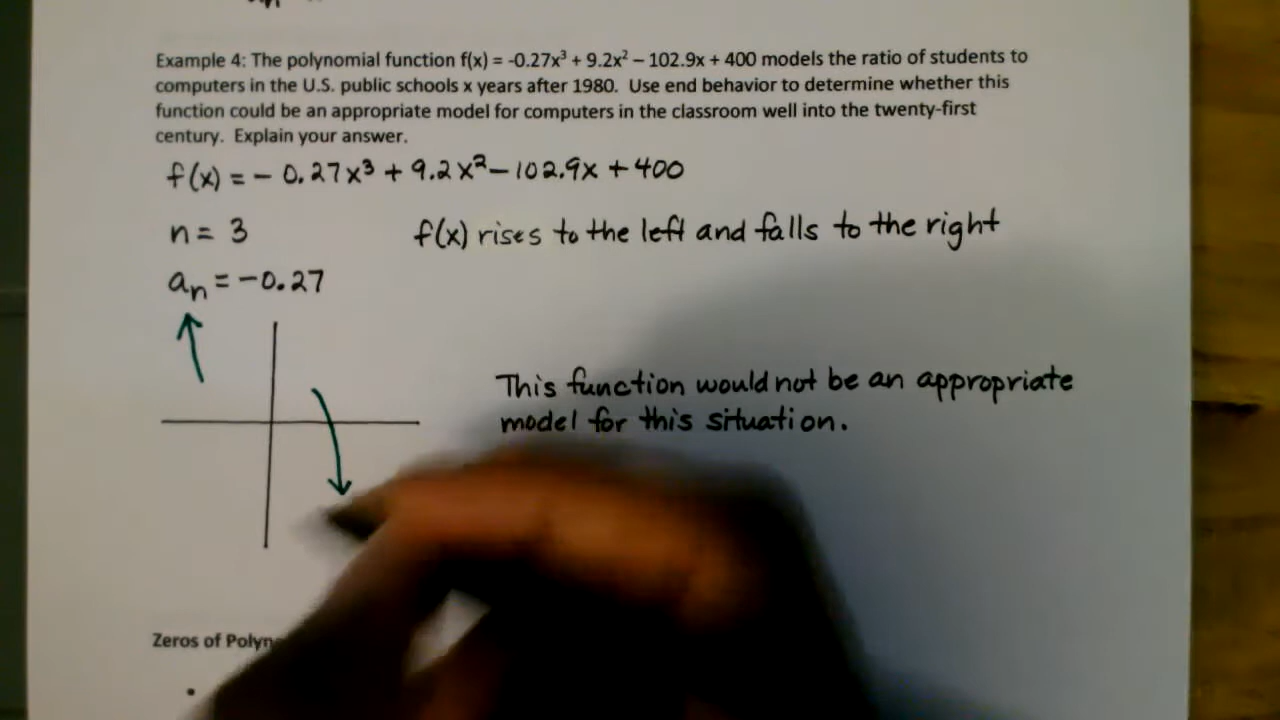 Example 4: The polynomial function f(x) = -0.27x³ + 9.2x² – 102.9x + 400 models the ratio of students to
computers in the U.S. public schools x years after 1980. Use end behavior to determine whether this
function could be an appropriate model for computers in the classroom well into the twenty-first
century. Explain your answer.
f(x) = - 0.27x³ + 9.2x² - 102.9x + 400
n = 3
f(x) rises to the left and falls to the right
aₙ = -0.27
This function would not be an appropriate
model for this situation.
Zeros of